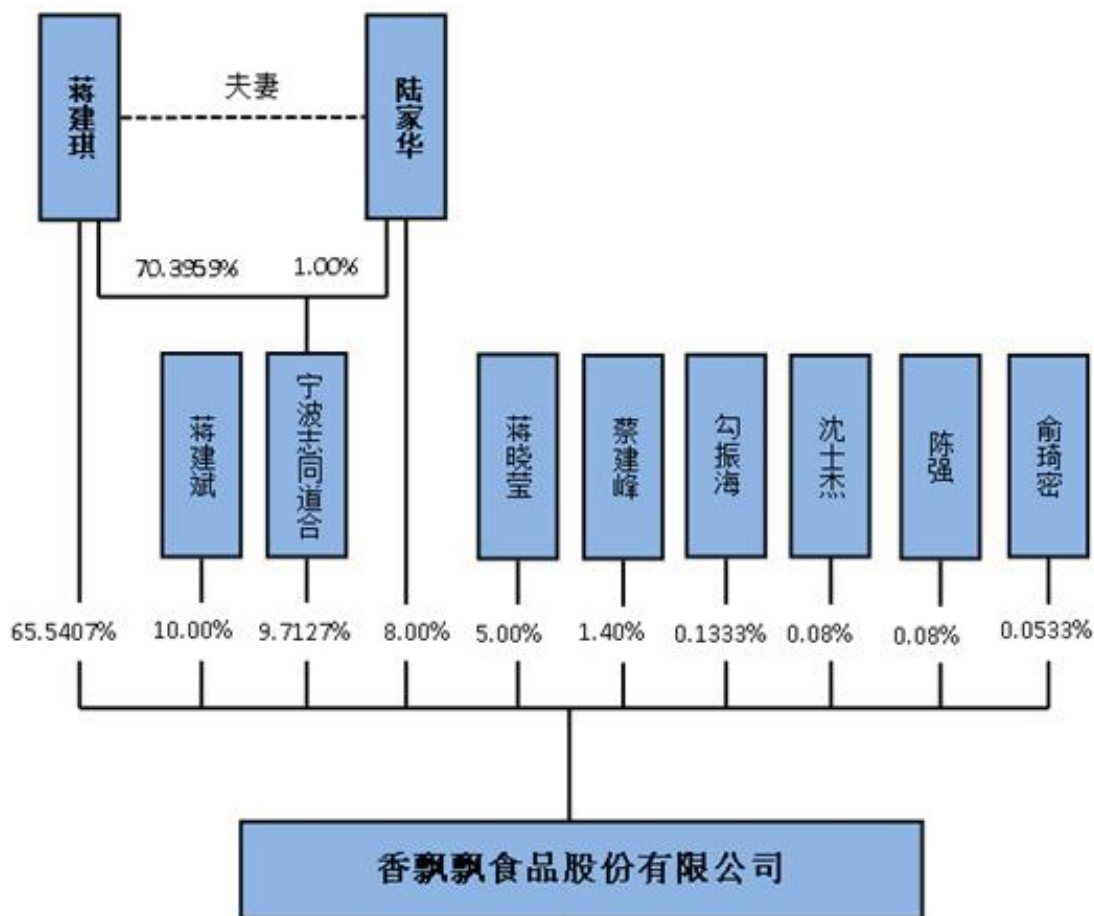 蒋建琪
夫妻
陆家华
70.3959%
1.00%
蒋建斌
宁波志同道合
蒋晓莹
蔡建峰
勾振海
沈士杰
陈强
俞琦密
65.5407%
10.00%
9.7127%
8.00%
5.00%
1.40%
0.1333%
0.08%
0.08%
0.0533%
香飘飘食品股份有限公司